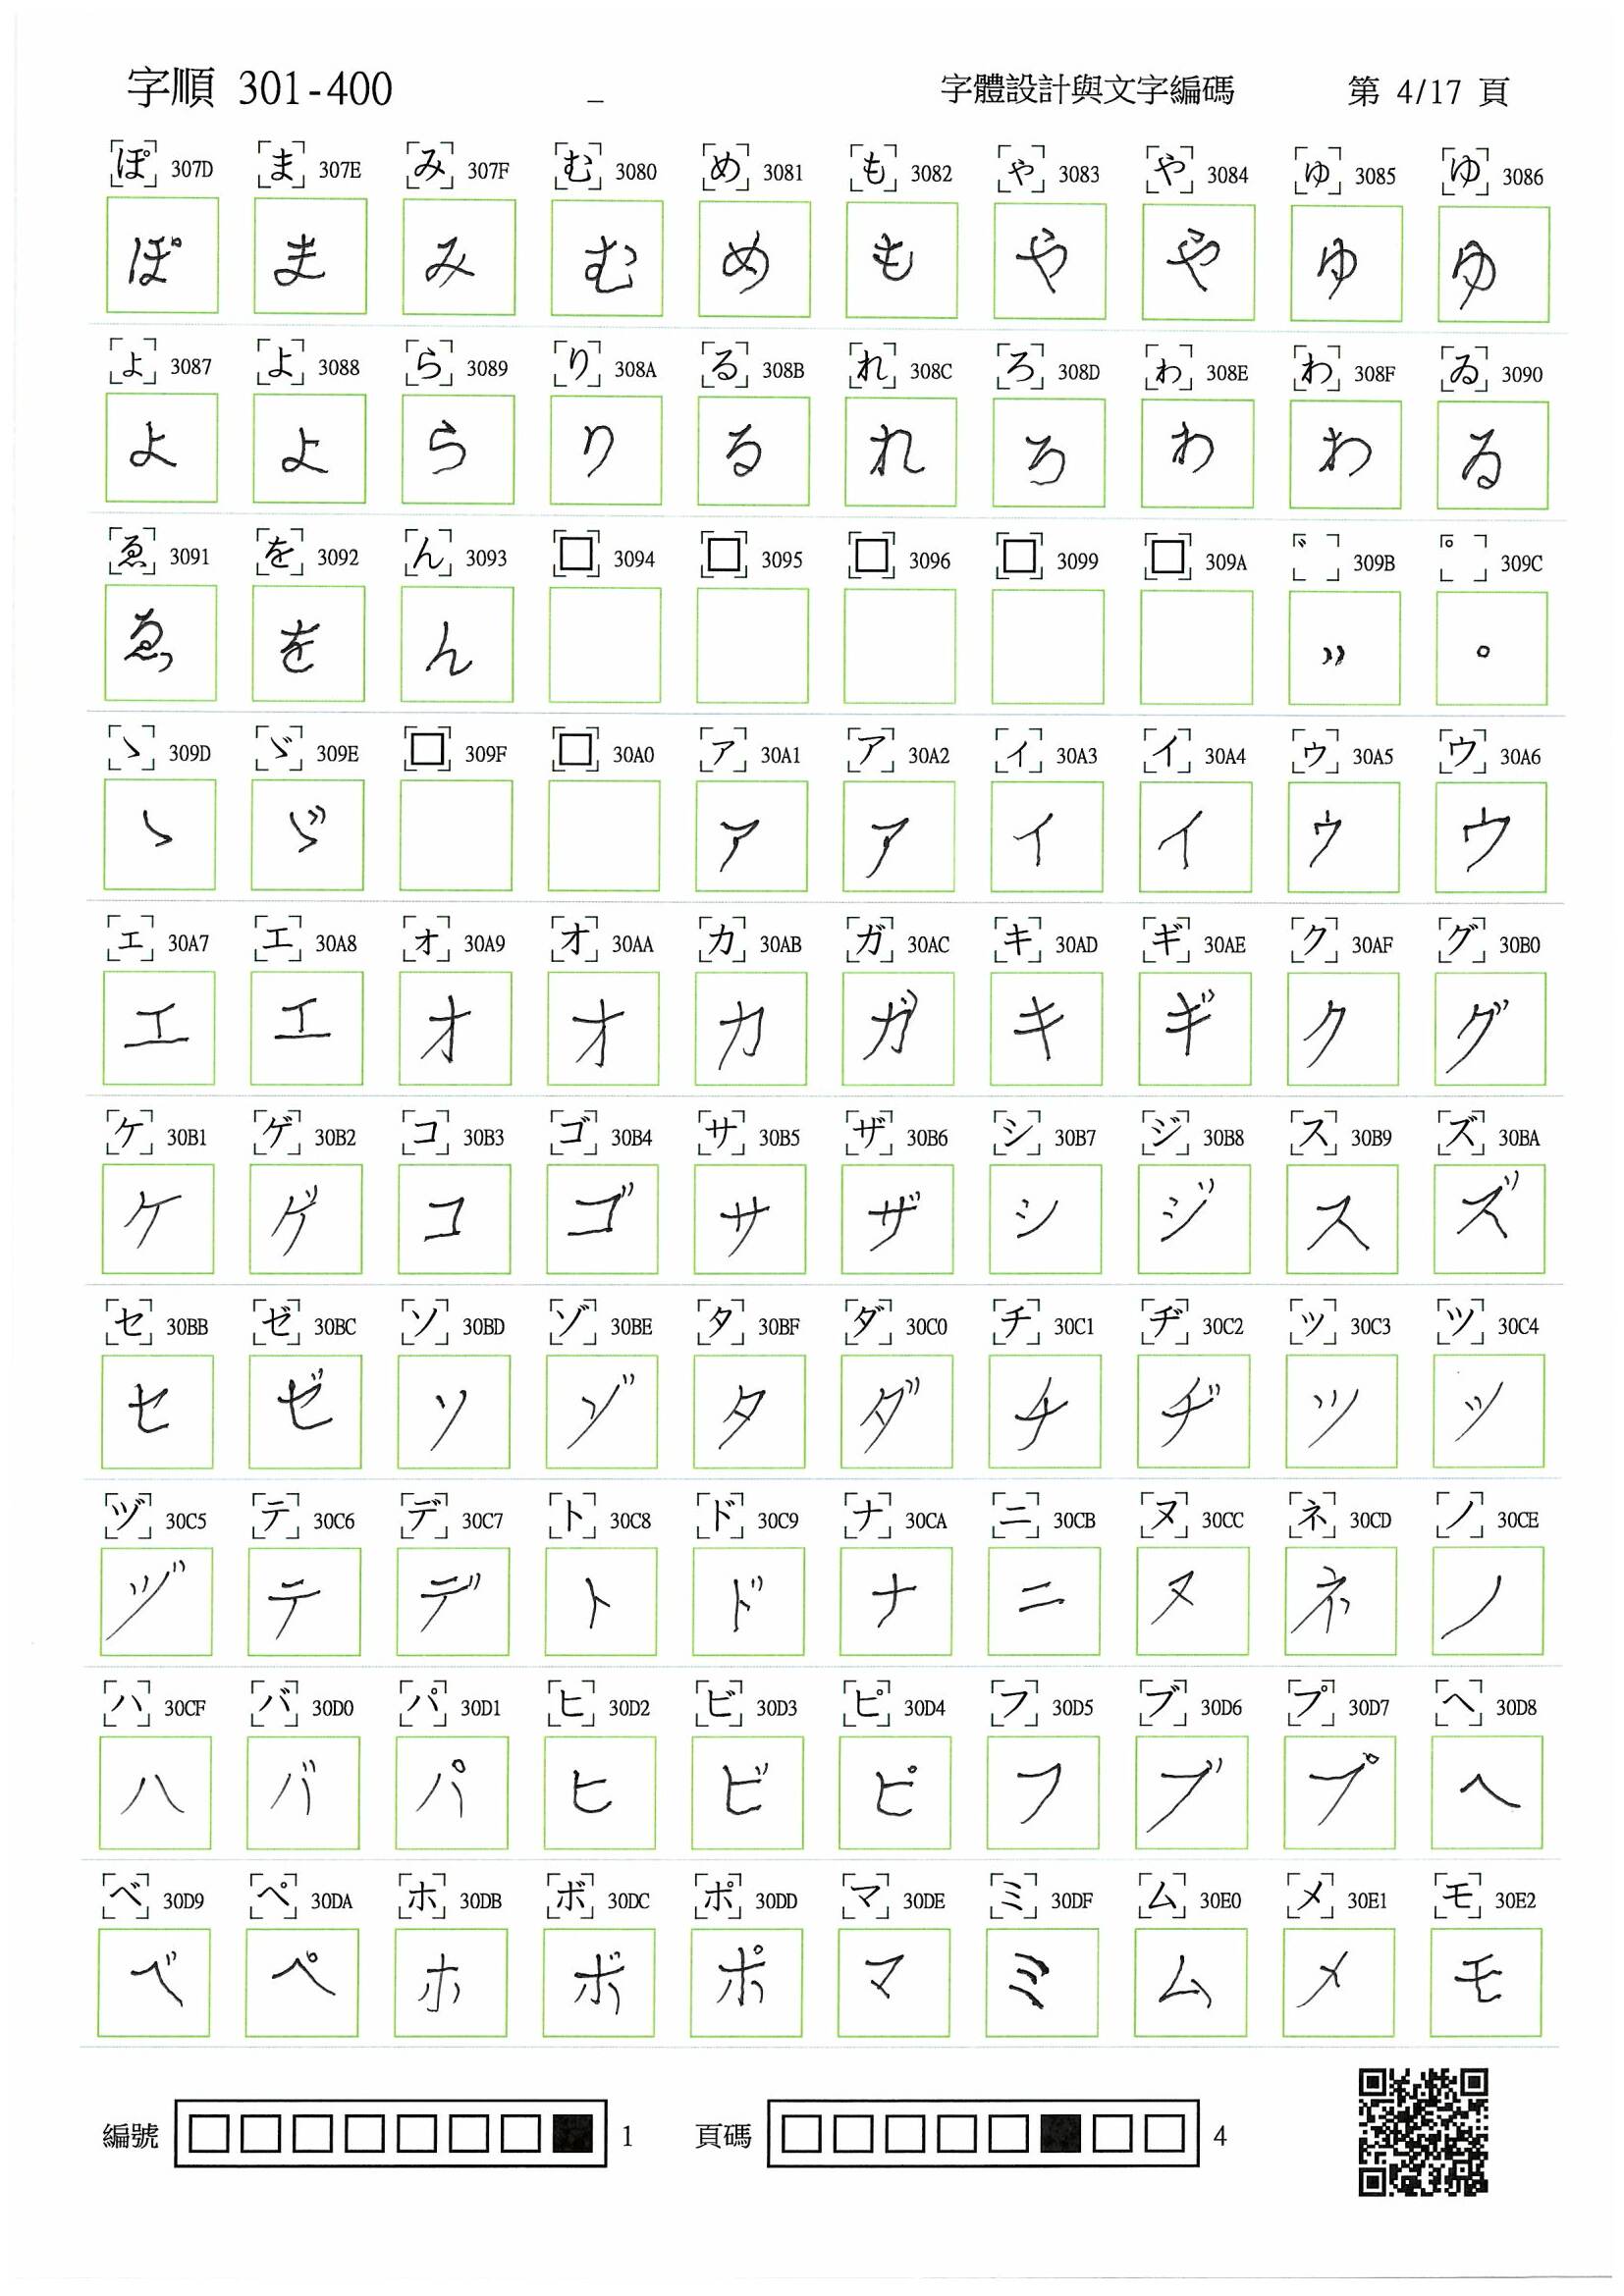 字順 301-400 _ 字體設計與文字編碼 第 4/17 頁
ぽ 307D ま 307E み 307F む 3080 め 3081 も 3082 ゃ 3083 や 3084 ゅ 3085 ゆ 3086
ぽ ま み む め も や や ゆ ゆ
ょ 3087 よ 3088 ら 3089 り 308A る 308B れ 308C ろ 308D ゎ 308E わ 308F ゐ 3090
よ よ ら り る れ ろ わ わ ゐ
ゑ 3091 を 3092 ん 3093 □ 3094 □ 3095 □ 3096 □ 3099 □ 309A ゛ 309B ゜ 309C
ゑ を ん ゛ ゜
ゝ 309D ゞ 309E □ 309F □ 30A0 ァ 30A1 ア 30A2 ィ 30A3 イ 30A4 ゥ 30A5 ウ 30A6
ゝ ゞ ア ア イ イ ウ ウ
ェ 30A7 エ 30A8 ォ 30A9 オ 30AA カ 30AB ガ 30AC キ 30AD ギ 30AE ク 30AF グ 30B0
エ エ オ オ カ ガ キ ギ ク グ
ケ 30B1 ゲ 30B2 コ 30B3 ゴ 30B4 サ 30B5 ザ 30B6 シ 30B7 ジ 30B8 ス 30B9 ズ 30BA
ケ ゲ コ ゴ サ ザ シ ジ ス ズ
セ 30BB ゼ 30BC ソ 30BD ゾ 30BE タ 30BF ダ 30C0 チ 30C1 ヂ 30C2 ッ 30C3 ツ 30C4
セ ゼ ソ ゾ タ ダ チ ヂ ツ ツ
ヅ 30C5 テ 30C6 デ 30C7 ト 30C8 ド 30C9 ナ 30CA ニ 30CB ヌ 30CC ネ 30CD ノ 30CE
ヅ テ デ ト ド ナ ニ ヌ ネ ノ
ハ 30CF バ 30D0 パ 30D1 ヒ 30D2 ビ 30D3 ピ 30D4 フ 30D5 ブ 30D6 プ 30D7 ヘ 30D8
ハ バ パ ヒ ビ ピ フ ブ プ ヘ
ベ 30D9 ペ 30DA ホ 30DB ボ 30DC ポ 30DD マ 30DE ミ 30DF ム 30E0 メ 30E1 モ 30E2
ベ ペ ホ ボ ポ マ ミ ム メ モ
編號 □□□□□□□■ 1 頁碼 □□□□□■□□ 4